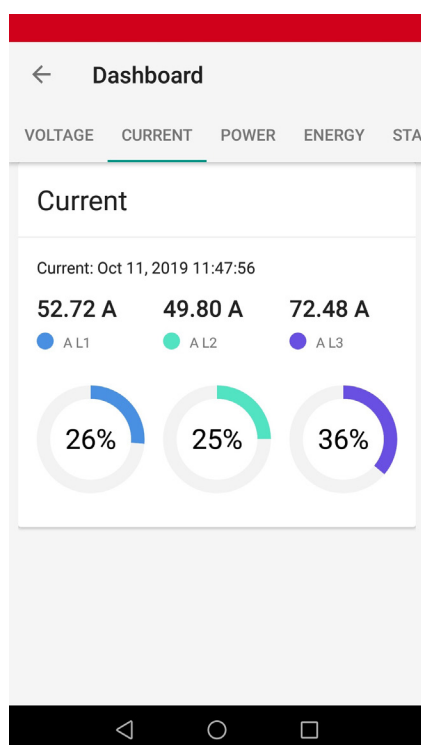 Dashboard
VOLTAGE CURRENT POWER ENERGY STA
Current
Current: Oct 11, 2019 11:47:56
52.72 A 49.80 A 72.48 A
A L1 A L2 A L3
26% 25% 36%